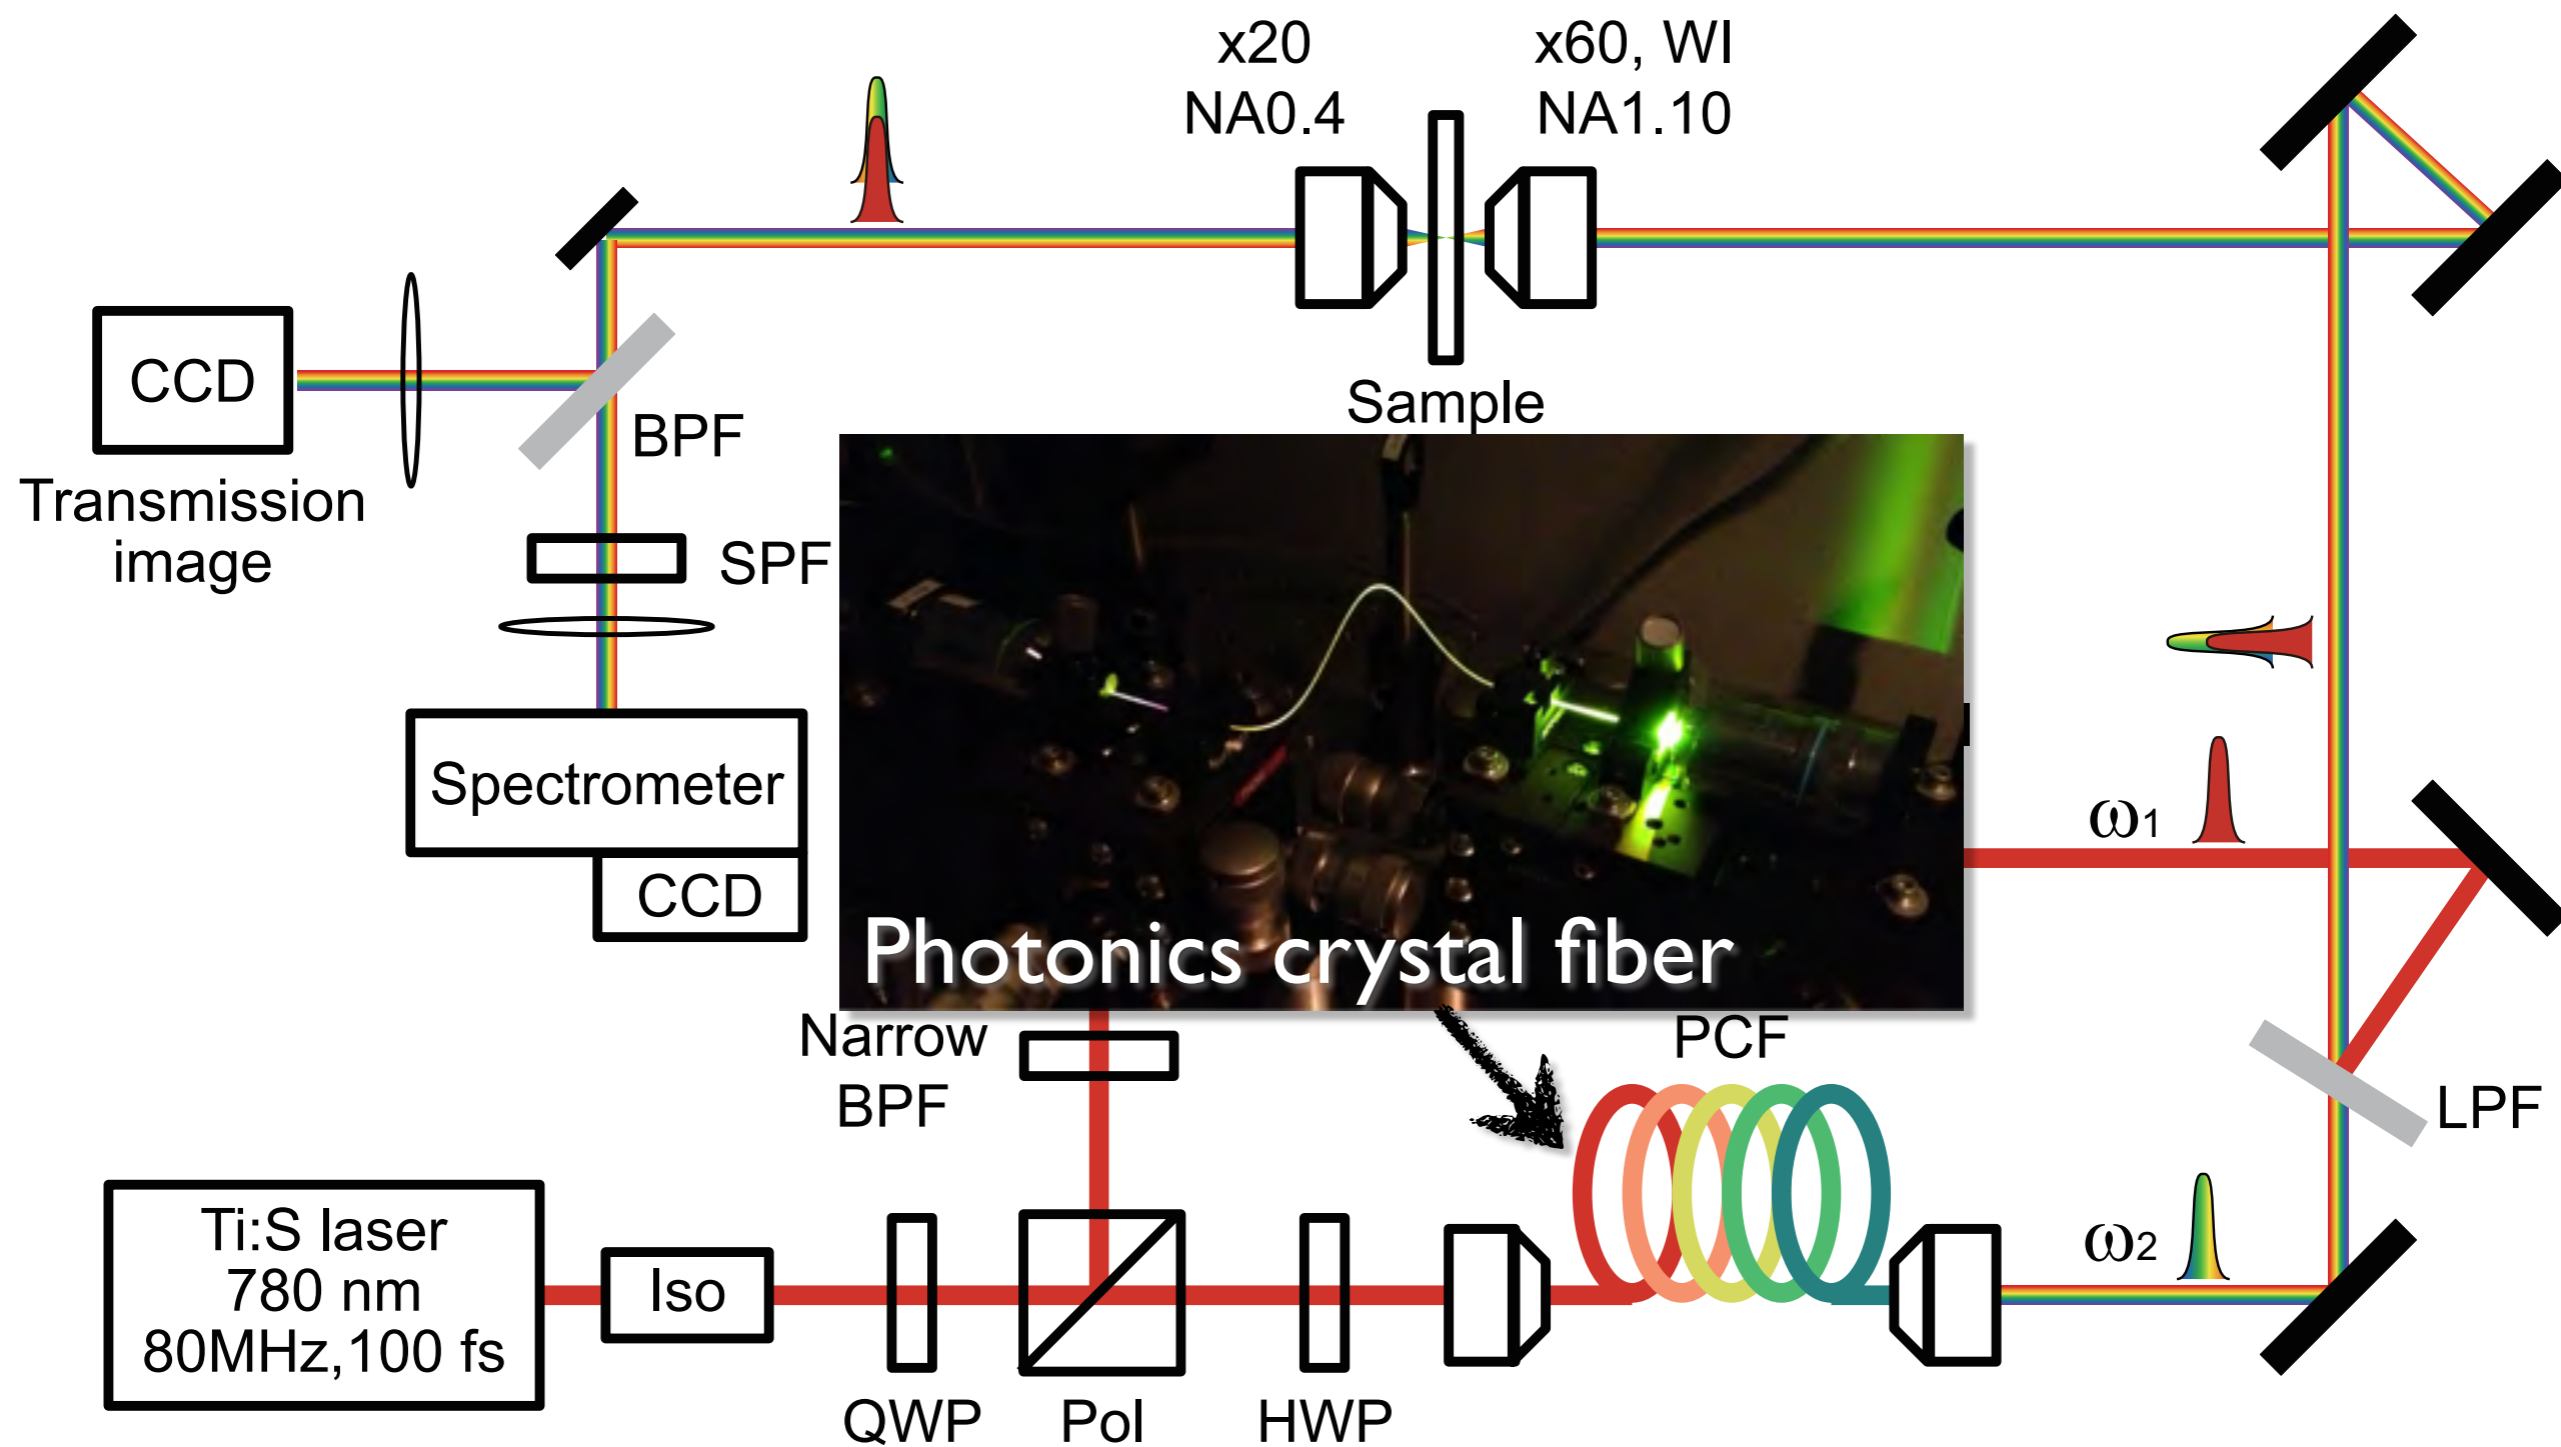 x20
NA0.4
x60, WI
NA1.10
Sample
CCD
Transmission
image
BPF
SPF
Spectrometer
CCD
ω1
Photonics crystal fiber
Narrow
BPF
PCF
LPF
Ti:S laser
780 nm
80MHz,100 fs
Iso
QWP
Pol
HWP
ω2